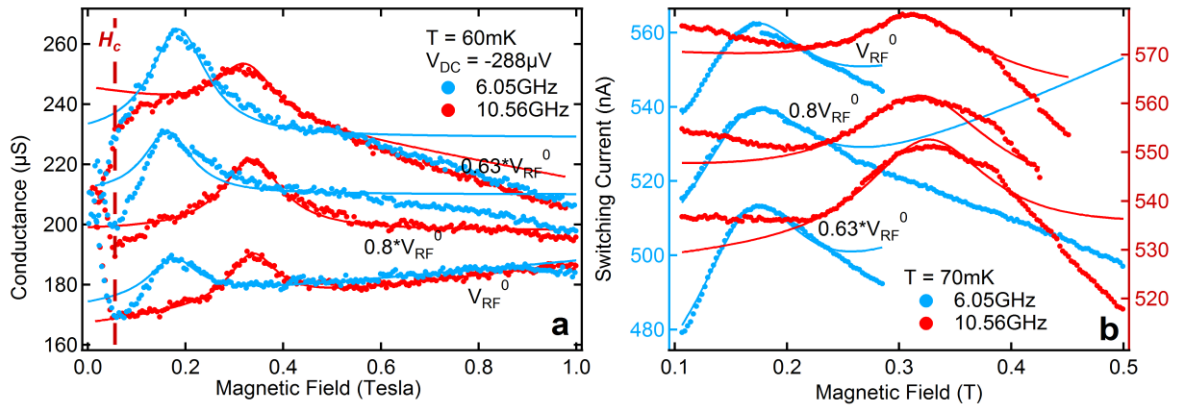 260
240
220
200
180
160
Conductance (µS)
H_c
T = 60mK
V_DC = -288µV
6.05GHz
10.56GHz
0.63*V_RF^0
0.8*V_RF^0
V_RF^0
a
0.0
0.2
0.4
0.6
0.8
1.0
Magnetic Field (Tesla)
560
540
520
500
480
Switching Current (nA)
V_RF^0
0.8V_RF^0
0.63*V_RF^0
T = 70mK
6.05GHz
10.56GHz
b
570
560
550
540
530
520
0.1
0.2
0.3
0.4
0.5
Magnetic Field (T)